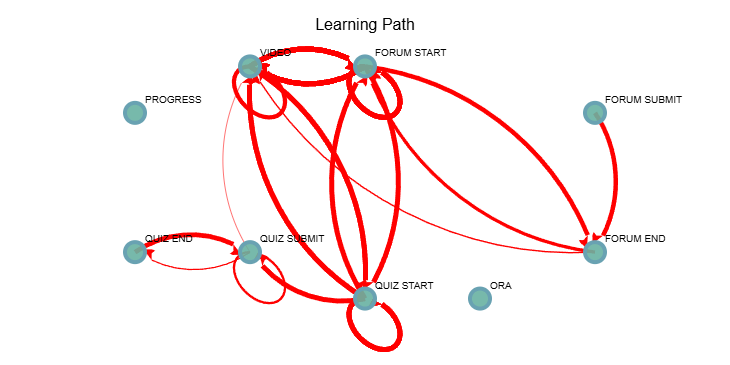 Learning Path
VIDEO
FORUM START
PROGRESS
FORUM SUBMIT
QUIZ END
QUIZ SUBMIT
FORUM END
QUIZ START
ORA